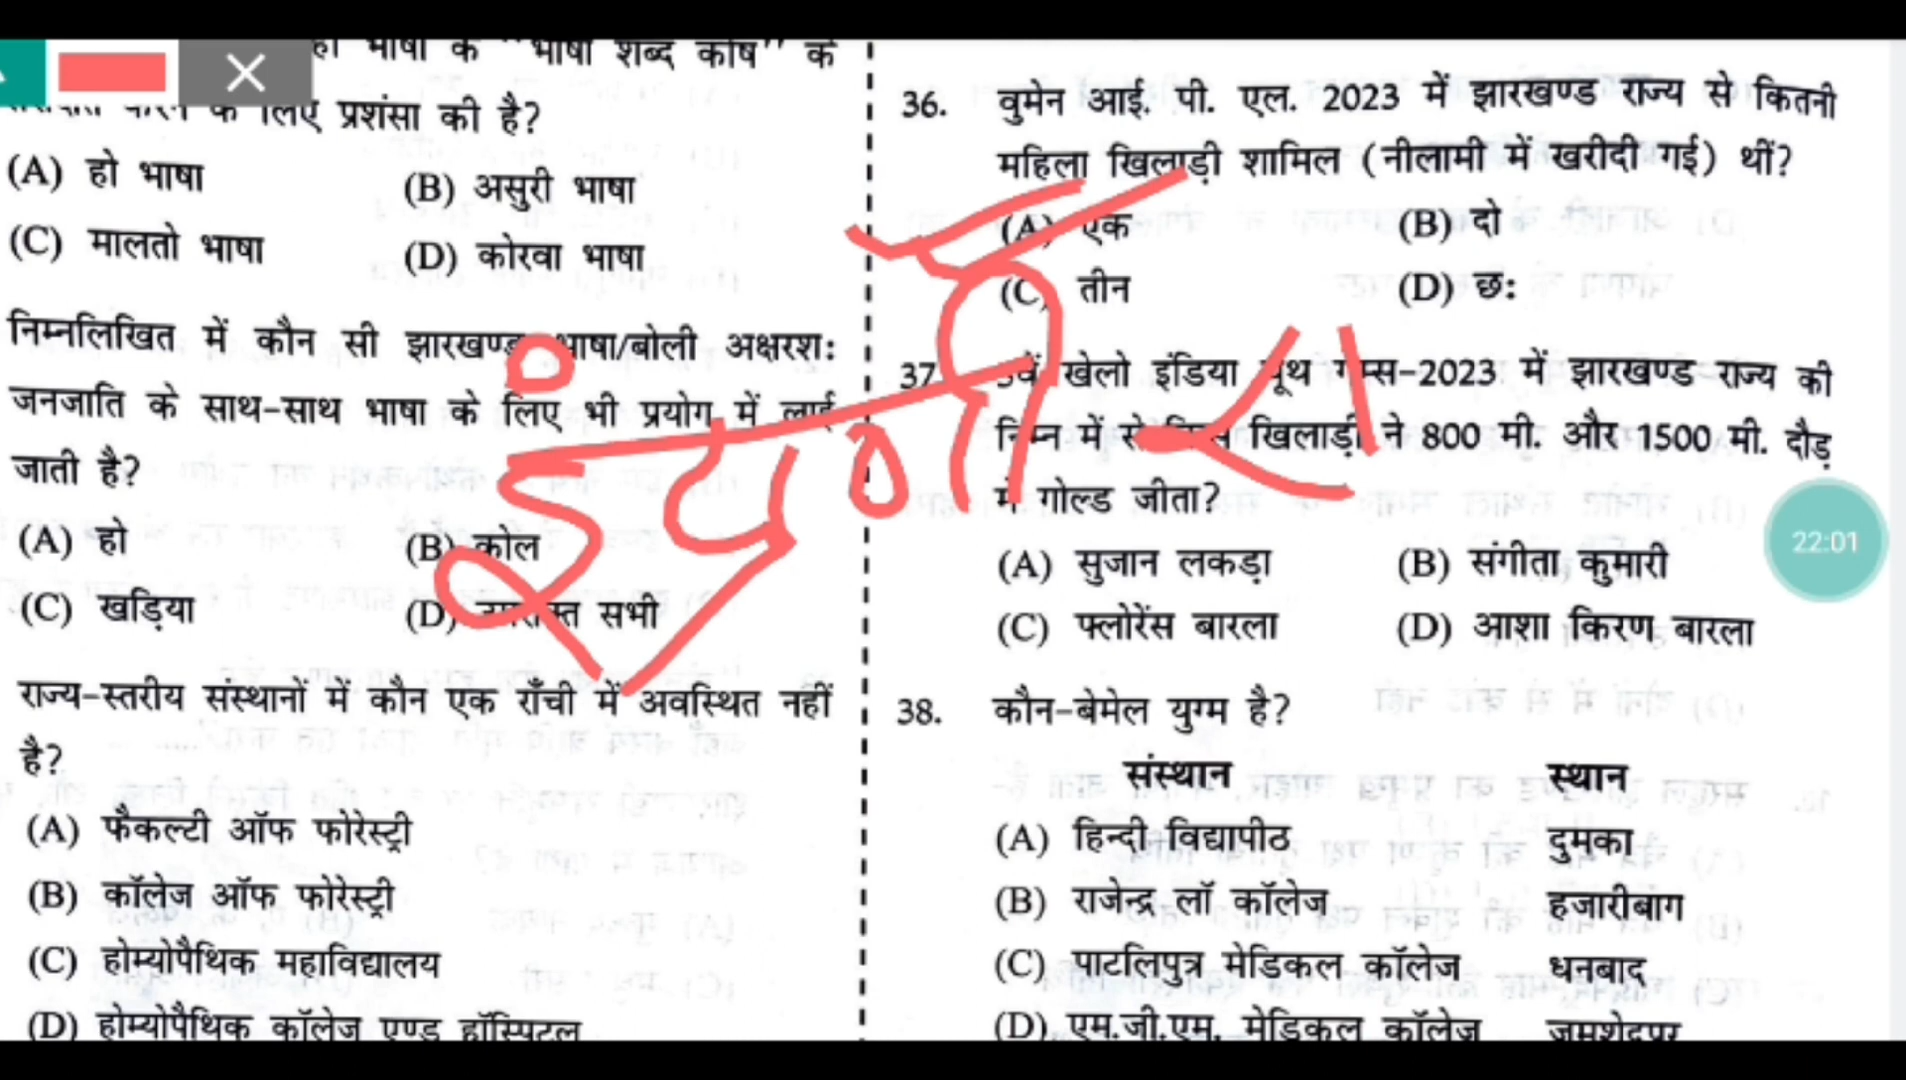 हो भाषा के "भाषा शब्द कोष" के
के लिए प्रशंसा की है?
(A) हो भाषा
(B) असुरी भाषा
(C) मालतो भाषा
(D) कोरवा भाषा
निम्नलिखित में कौन सी झारखण्ड भाषा/बोली अक्षरश:
जनजाति के साथ-साथ भाषा के लिए भी प्रयोग में लाई
जाती है?
(A) हो
(B) कोल
(C) खड़िया
(D) उपरोक्त सभी
राज्य-स्तरीय संस्थानों में कौन एक राँची में अवस्थित नहीं
है?
(A) फैकल्टी ऑफ फोरेस्ट्री
(B) कॉलेज ऑफ फोरेस्ट्री
(C) होम्योपैथिक महाविद्यालय
(D) होम्योपैथिक कॉलेज एण्ड हॉस्पिटल
36. वुमेन आई. पी. एल. 2023 में झारखण्ड राज्य से कितनी
महिला खिलाड़ी शामिल (नीलामी में खरीदी गई) थीं?
(A) एक
(B) दो
(C) तीन
(D) छ:
37. 5वें खेलो इंडिया यूथ गेम्स-2023 में झारखण्ड राज्य की
निम्न में से किस खिलाड़ी ने 800 मी. और 1500 मी. दौड़
में गोल्ड जीता?
(A) सुजान लकड़ा
(B) संगीता कुमारी
(C) फ्लोरेंस बारला
(D) आशा किरण बारला
22:01
38. कौन-बेमेल युग्म है?
संस्थान स्थान
(A) हिन्दी विद्यापीठ दुमका
(B) राजेन्द्र लॉ कॉलेज हजारीबाग
(C) पाटलिपुत्र मेडिकल कॉलेज धनबाद
(D) एम.जी.एम. मेडिकल कॉलेज जमशेदपुर